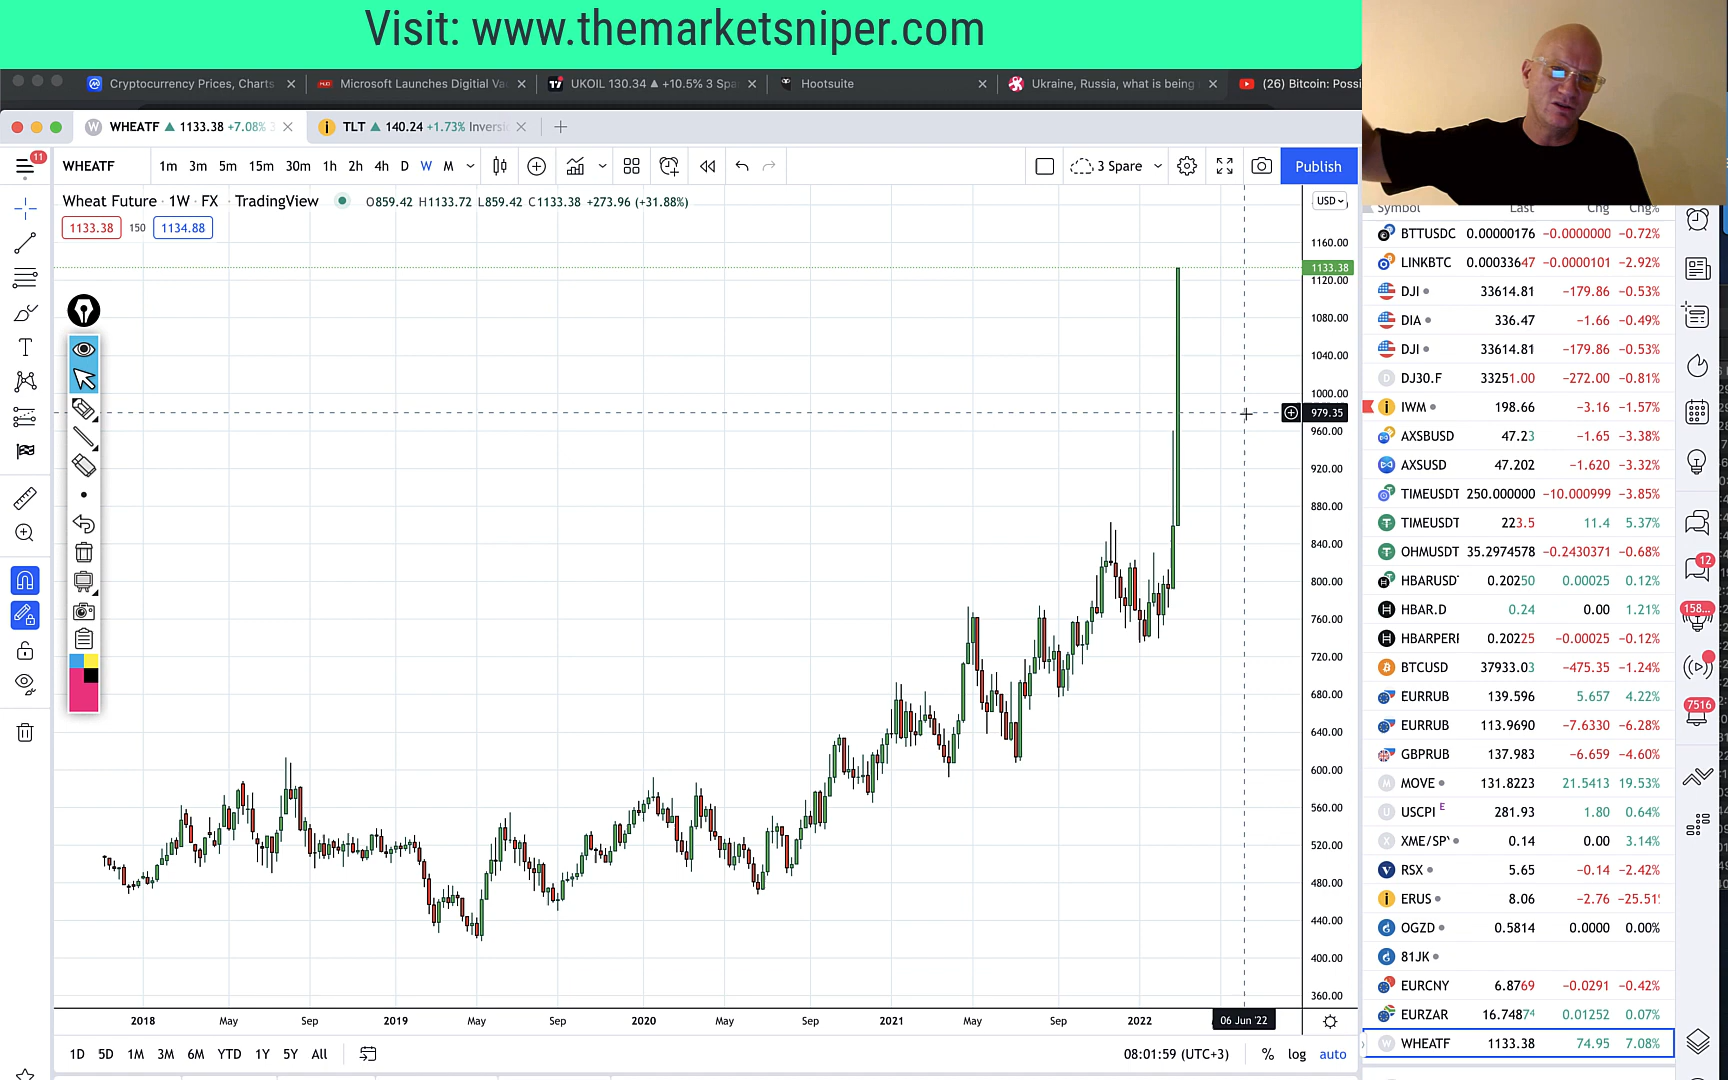 Visit: www.themarketsniper.com
Cryptocurrency Prices, Charts
Microsoft Launches Digitial Va
UKOIL 130.34 ▲ +10.5% 3 Spa
Hootsuite
Ukraine, Russia, what is being
(26) Bitcoin: Possi
WHEATF ▲ 1133.38 +7.08%
TLT ▲ 140.24 +1.73% Inversi
11
WHEATF 1m 3m 5m 15m 30m 1h 2h 4h D W M 3 Spare Publish
Wheat Future · 1W · FX · TradingView O859.42 H1133.72 L859.42 C1133.38 +273.96 (+31.88%)
USD
1133.38 150 1134.88
1160.00
1133.38
1120.00
1080.00
1040.00
1000.00
979.35
960.00
920.00
880.00
840.00
800.00
760.00
720.00
680.00
640.00
600.00
560.00
520.00
480.00
440.00
400.00
360.00
2018 May Sep 2019 May Sep 2020 May Sep 2021 May Sep 2022 06 Jun '22
1D 5D 1M 3M 6M YTD 1Y 5Y All 08:01:59 (UTC+3) % log auto
Symbol Last Chg Chg%
BTTUSDC 0.00000176 −0.0000000 −0.72%
LINKBTC 0.00033647 −0.0000101 −2.92%
DJI 33614.81 −179.86 −0.53%
DIA 336.47 −1.66 −0.49%
DJI 33614.81 −179.86 −0.53%
DJ30.F 33251.00 −272.00 −0.81%
IWM 198.66 −3.16 −1.57%
AXSBUSD 47.23 −1.65 −3.38%
AXSUSD 47.202 −1.620 −3.32%
TIMEUSDT 250.000000 −10.000999 −3.85%
TIMEUSDT 223.5 11.4 5.37%
OHMUSDT 35.2974578 −0.2430371 −0.68%
HBARUSD 0.20250 0.00025 0.12%
HBAR.D 0.24 0.00 1.21%
HBARPERP 0.20225 −0.00025 −0.12%
BTCUSD 37933.03 −475.35 −1.24%
EURRUB 139.596 5.657 4.22%
EURRUB 113.9690 −7.6330 −6.28%
GBPRUB 137.983 −6.659 −4.60%
MOVE 131.8223 21.5413 19.53%
USCPI E 281.93 1.80 0.64%
XME/SPY 0.14 0.00 3.14%
RSX 5.65 −0.14 −2.42%
ERUS 8.06 −2.76 −25.51
OGZD 0.5814 0.0000 0.00%
81JK
EURCNY 6.8769 −0.0291 −0.42%
EURZAR 16.74874 0.01252 0.07%
WHEATF 1133.38 74.95 7.08%
12
158...
7516